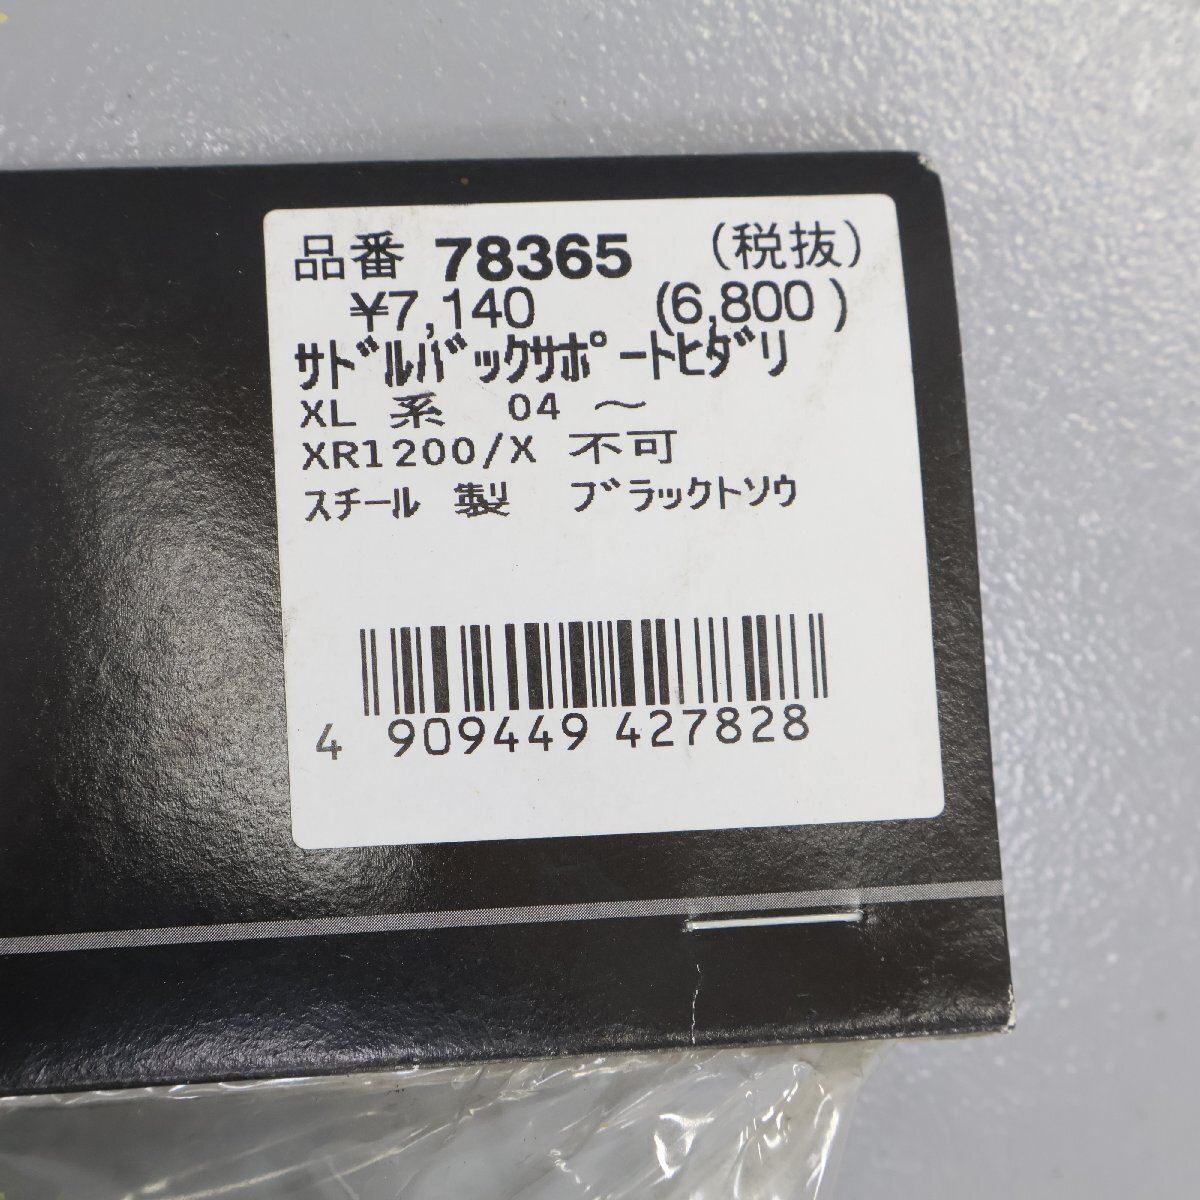 品番 78365 (税抜)
¥7,140 (6,800)
ｻﾄﾞﾙﾊﾞｯｸｻﾎﾟｰﾄﾋﾀﾞﾘ
XL 系 04 ～
XR1200/X 不可
ｽﾁｰﾙ 製 ﾌﾞﾗｯｸﾄｿｳ
4 909449 427828